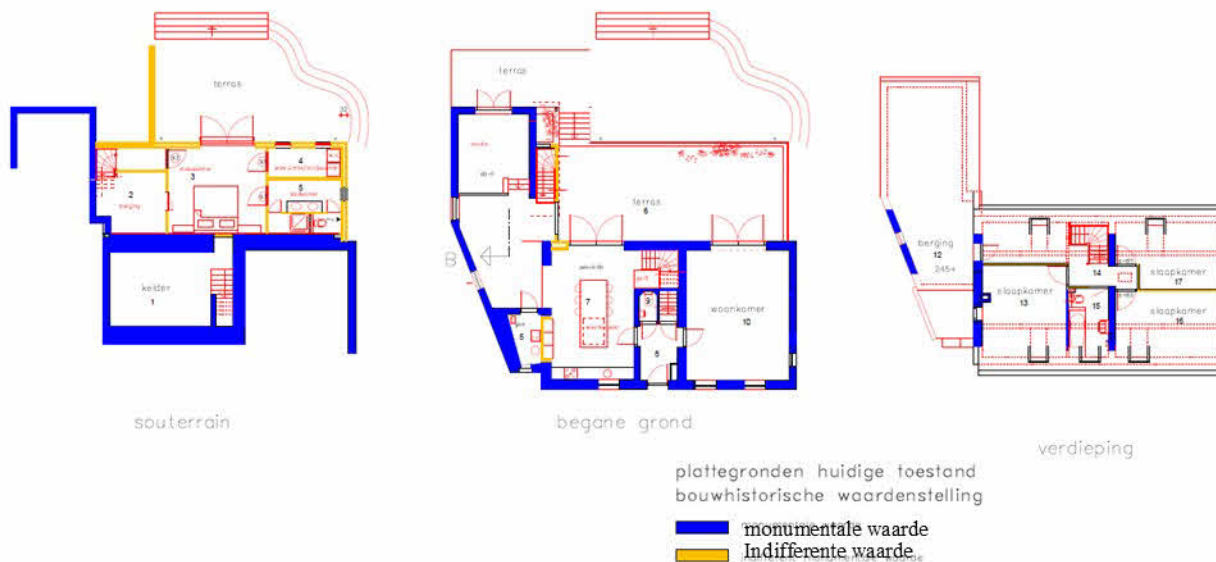 terras
terras
3
4
5
2
berging
kelder
1
terras
6
B
7
9
woonkamer
10
5
8
berging
12
245+
slaapkamer
13
14
slaapkamer
17
15
slaapkamer
16
souterrain
begane grond
verdieping
plattegronden huidige toestand
bouwhistorische waardenstelling
monumentale waarde
Indifferente waarde